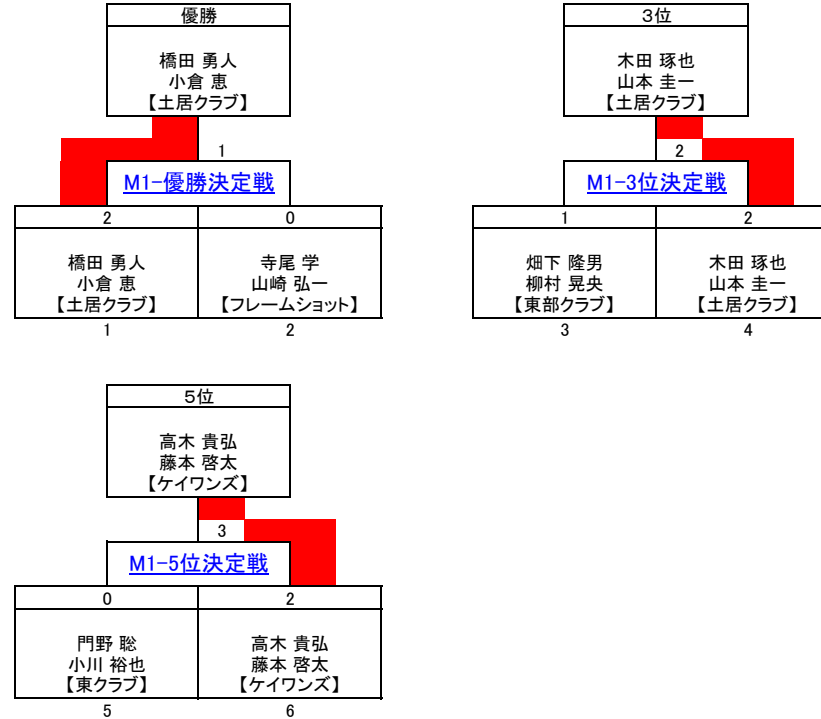 優勝
橋田 勇人
小倉 恵
【土居クラブ】
1
M1-優勝決定戦
2 0
橋田 勇人
小倉 恵
【土居クラブ】
寺尾 学
山崎 弘一
【フレームショット】
1 2
3位
木田 琢也
山本 圭一
【土居クラブ】
2
M1-3位決定戦
1 2
畑下 隆男
柳村 晃央
【東部クラブ】
木田 琢也
山本 圭一
【土居クラブ】
3 4
5位
高木 貴弘
藤本 啓太
【ケイワンズ】
3
M1-5位決定戦
0 2
門野 聡
小川 裕也
【東クラブ】
高木 貴弘
藤本 啓太
【ケイワンズ】
5 6